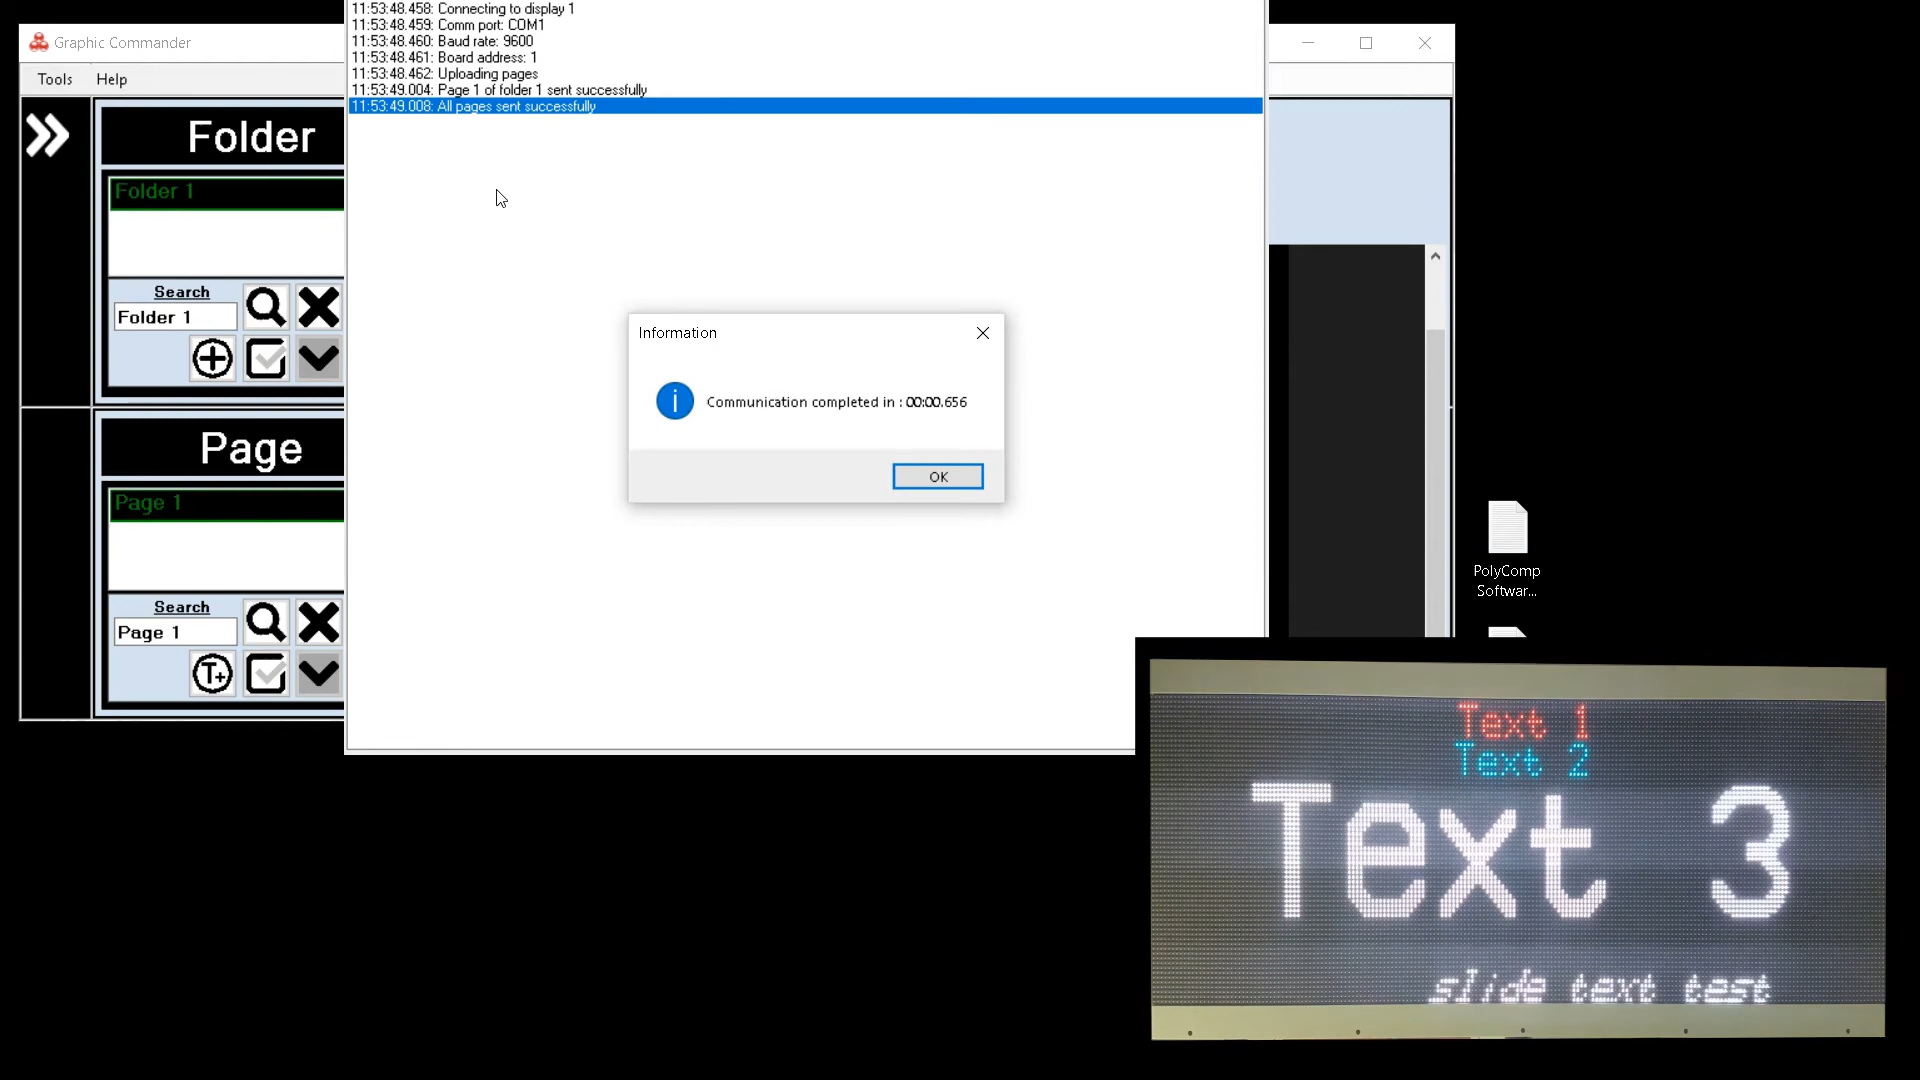 Graphic Commander
Tools Help
11:53:48.458: Connecting to display 1
11:53:48.459: Comm port: COM1
11:53:48.460: Baud rate: 9600
11:53:48.461: Board address: 1
11:53:48.462: Uploading pages
11:53:49.004: Page 1 of folder 1 sent successfully
11:53:49.008: All pages sent successfully
Folder
Folder 1
Search
Folder 1
Page
Page 1
Search
Page 1
T+
Information
i
Communication completed in : 00:00.656
OK
PolyComp
Softwar...
Text 1
Text 2
Text 3
slide text test